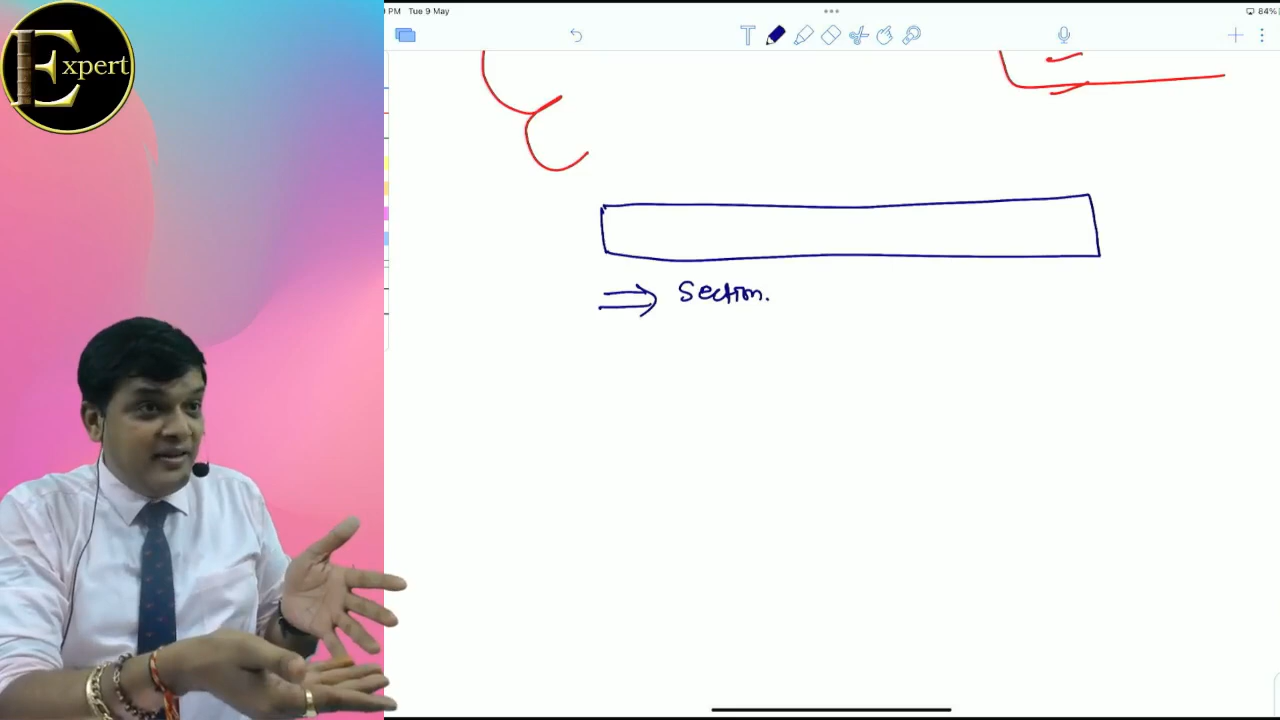 PM Tue 9 May
84%
Expert
T
⇒ Section.